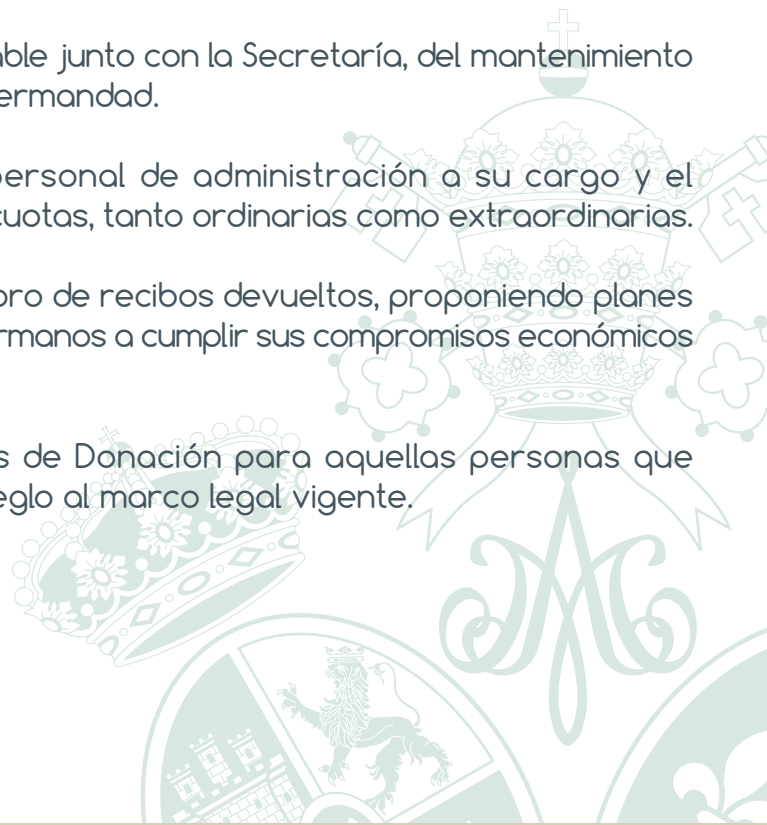 able junto con la Secretaría, del mantenimiento
ermandad.
personal de administración a su cargo y el
cuotas, tanto ordinarias como extraordinarias.
bro de recibos devueltos, proponiendo planes
rmanos a cumplir sus compromisos económicos
s de Donación para aquellas personas que
eglo al marco legal vigente.